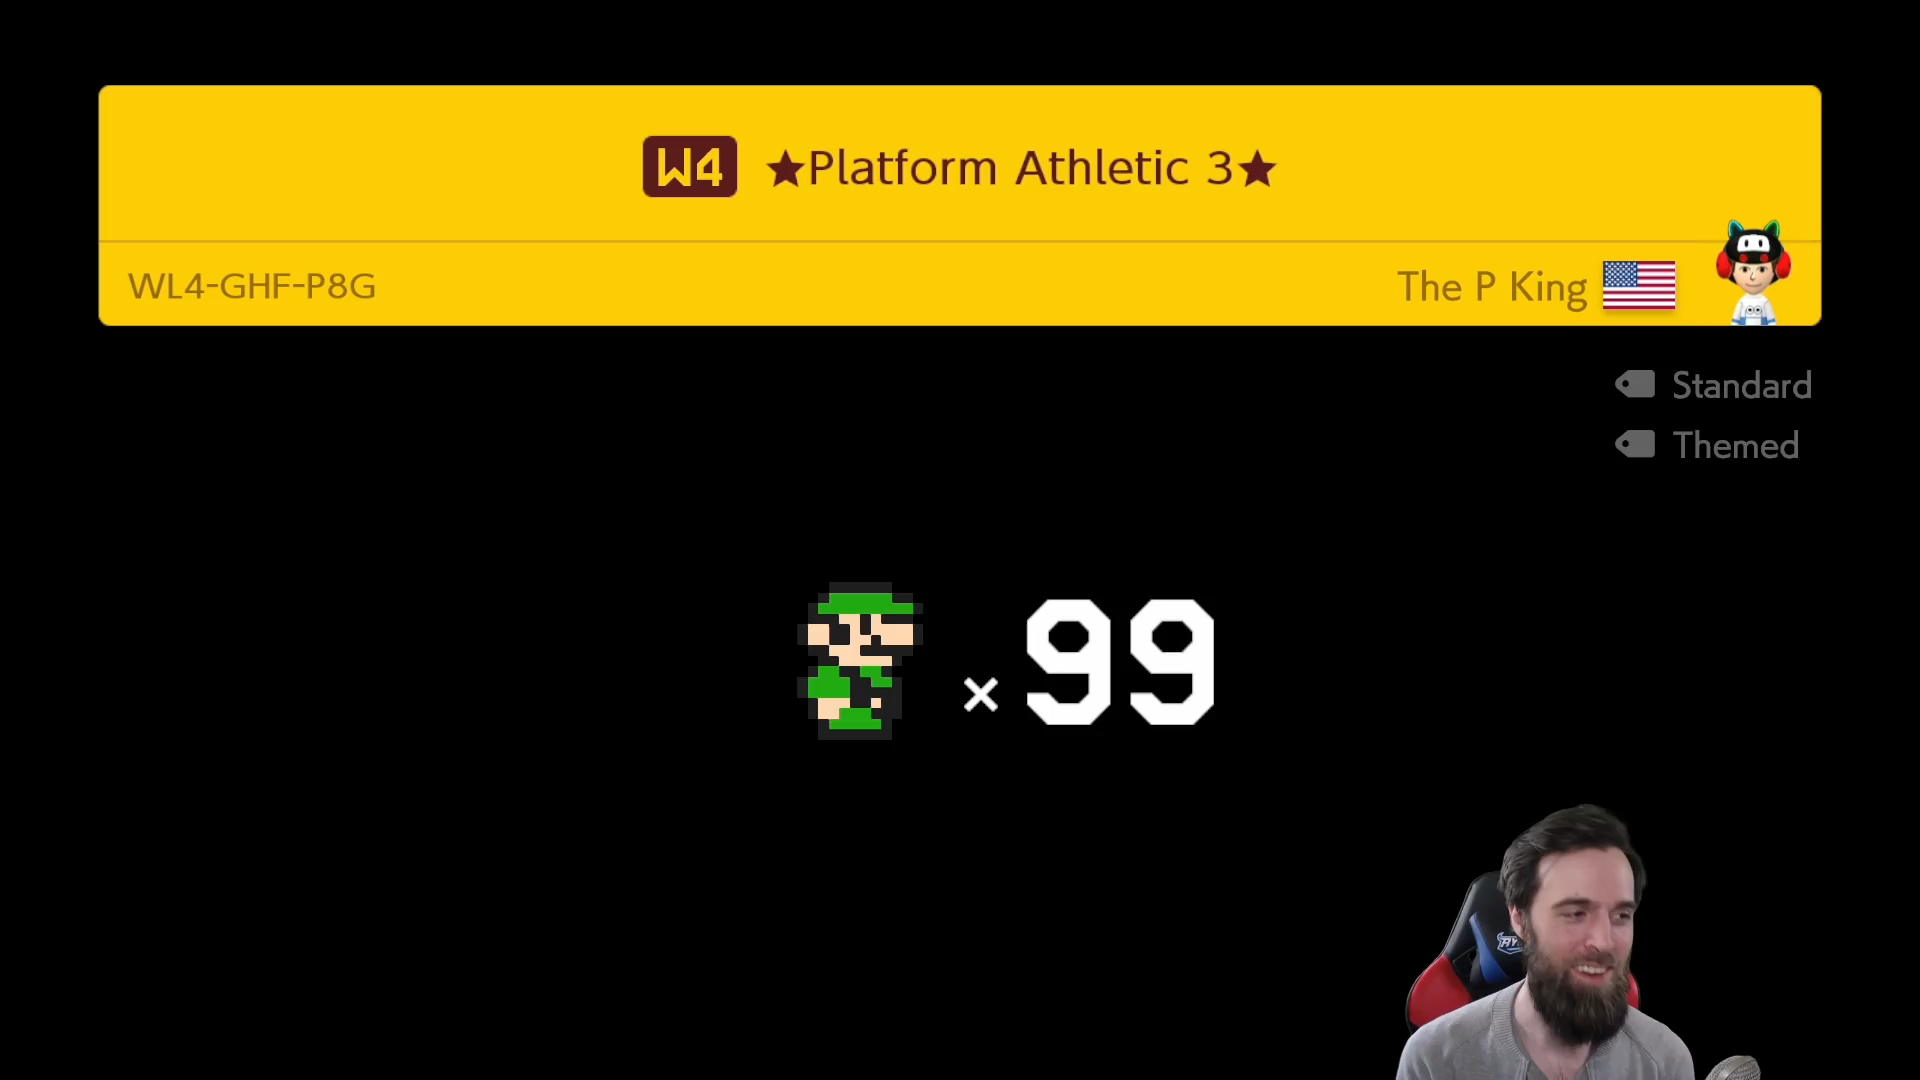 W4 ★Platform Athletic 3★
WL4-GHF-P8G
The P King
Standard
Themed
× 99